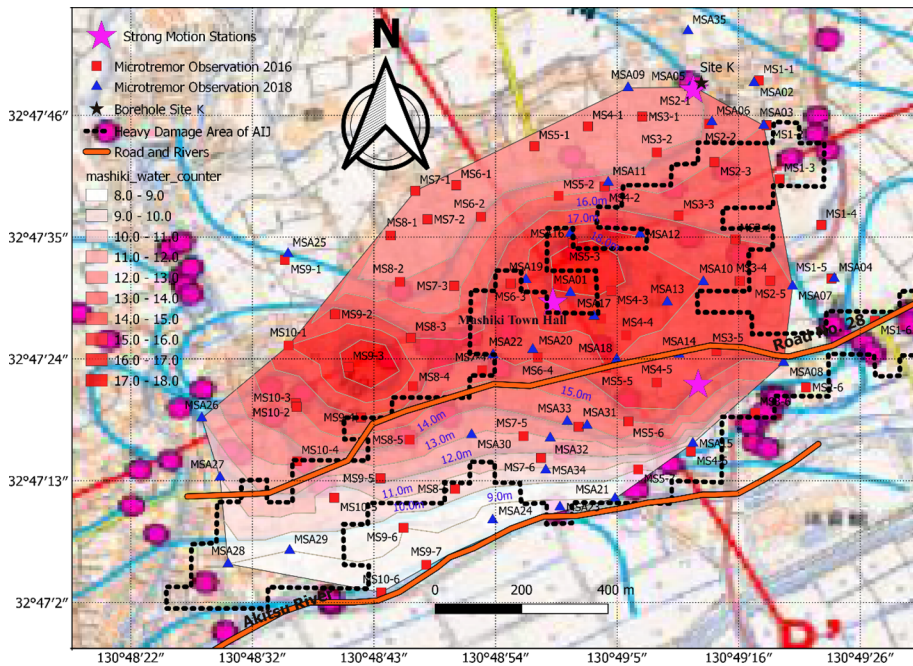 N
Strong Motion Stations
Microtremor Observation 2016
Microtremor Observation 2018
Borehole Site K
Heavy Damage Area of AIJ
Road and Rivers
mashiki_water_counter
8.0 - 9.0
9.0 - 10.0
10.0 - 11.0
11.0 - 12.0
12.0 - 13.0
13.0 - 14.0
14.0 - 15.0
15.0 - 16.0
16.0 - 17.0
17.0 - 18.0
MSA35
Site K
MSA09
MSA05
MS1-1
MSA02
MS2-1
MS4-1
MS3-1
MSA06
MSA03
MS5-1
MS2-2
MS3-2
MS2-3
MS1-3
MS7-1
MS6-1
MSA11
MS5-2
MS4-2
16.0m
MS6-2
MS7-2
MS8-1
17.0m
MS3-3
MS1-4
MSA12
MSA25
MS9-1
MS5-3
MS8-2
MS7-3
MSA19
MS6-3
MSA01
MSA17
MS4-3
MSA13
MSA10
MS3-4
MS2-5
MS1-5
MSA04
MSA07
Mashiki Town Hall
MS9-2
MS8-3
MS4-4
Road No. 28
MS1-6
MS10-1
MS9-3
MSA22
MSA20
MS6-4
MSA18
MSA14
MS3-5
MS8-4
MS5-5
MS4-5
MSA08
15.0m
MS10-3
MS10-2
MSA26
14.0m
MS8-5
13.0m
MSA30
MS7-5
MSA33
MSA31
MSA32
MS5-6
12.0m
MS10-4
MSA27
MS9-5
MS7-6
MSA34
11.0m
10.0m
9.0m
MSA21
MSA24
MSA23
MS9-6
MSA28
MSA29
MS9-7
MS10-6
Akitsu River
0
200
400 m
D’
32°47′46″
32°47′35″
32°47′24″
32°47′13″
32°47′2″
130°48′22″
130°48′32″
130°48′43″
130°48′54″
130°49′5″
130°49′16″
130°49′26″